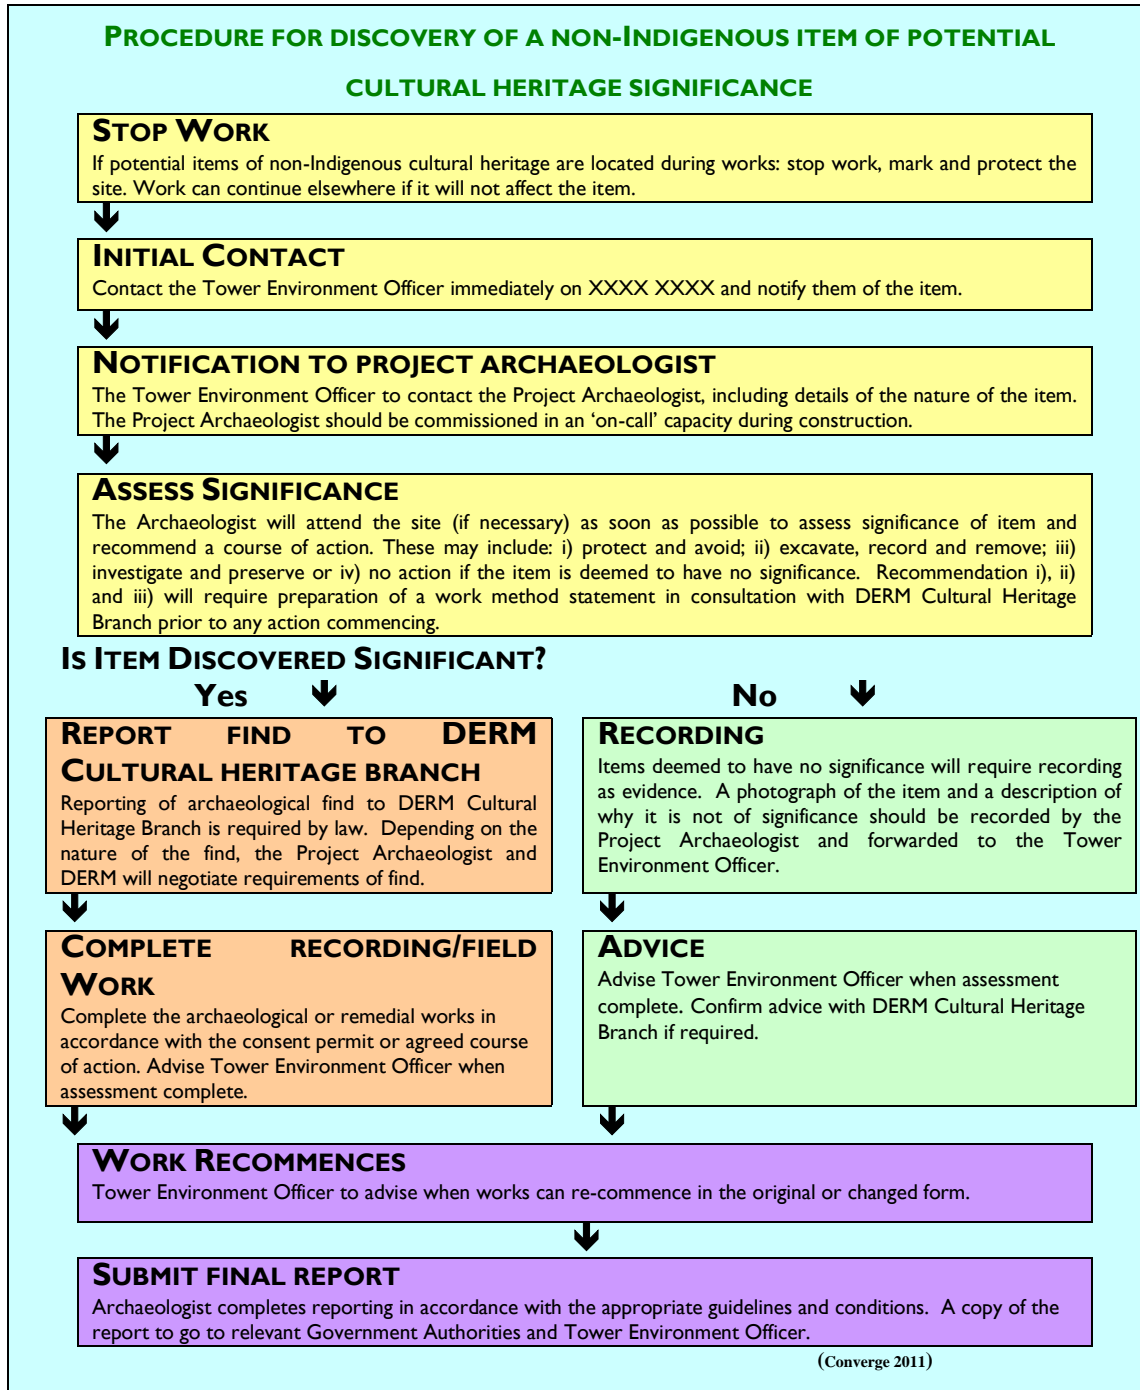 PROCEDURE FOR DISCOVERY OF A NON-INDIGENOUS ITEM OF POTENTIAL
CULTURAL HERITAGE SIGNIFICANCE
STOP WORK
If potential items of non-Indigenous cultural heritage are located during works: stop work, mark and protect the
site. Work can continue elsewhere if it will not affect the item.
INITIAL CONTACT
Contact the Tower Environment Officer immediately on XXXX XXXX and notify them of the item.
NOTIFICATION TO PROJECT ARCHAEOLOGIST
The Tower Environment Officer to contact the Project Archaeologist, including details of the nature of the item.
The Project Archaeologist should be commissioned in an ‘on-call’ capacity during construction.
ASSESS SIGNIFICANCE
The Archaeologist will attend the site (if necessary) as soon as possible to assess significance of item and
recommend a course of action. These may include: i) protect and avoid; ii) excavate, record and remove; iii)
investigate and preserve or iv) no action if the item is deemed to have no significance. Recommendation i), ii)
and iii) will require preparation of a work method statement in consultation with DERM Cultural Heritage
Branch prior to any action commencing.
IS ITEM DISCOVERED SIGNIFICANT?
Yes No
REPORT FIND TO DERM
CULTURAL HERITAGE BRANCH
Reporting of archaeological find to DERM Cultural
Heritage Branch is required by law. Depending on the
nature of the find, the Project Archaeologist and
DERM will negotiate requirements of find.
RECORDING
Items deemed to have no significance will require recording
as evidence. A photograph of the item and a description of
why it is not of significance should be recorded by the
Project Archaeologist and forwarded to the Tower
Environment Officer.
COMPLETE RECORDING/FIELD
WORK
Complete the archaeological or remedial works in
accordance with the consent permit or agreed course
of action. Advise Tower Environment Officer when
assessment complete.
ADVICE
Advise Tower Environment Officer when assessment
complete. Confirm advice with DERM Cultural Heritage
Branch if required.
WORK RECOMMENCES
Tower Environment Officer to advise when works can re-commence in the original or changed form.
SUBMIT FINAL REPORT
Archaeologist completes reporting in accordance with the appropriate guidelines and conditions. A copy of the
report to go to relevant Government Authorities and Tower Environment Officer.
(Converge 2011)